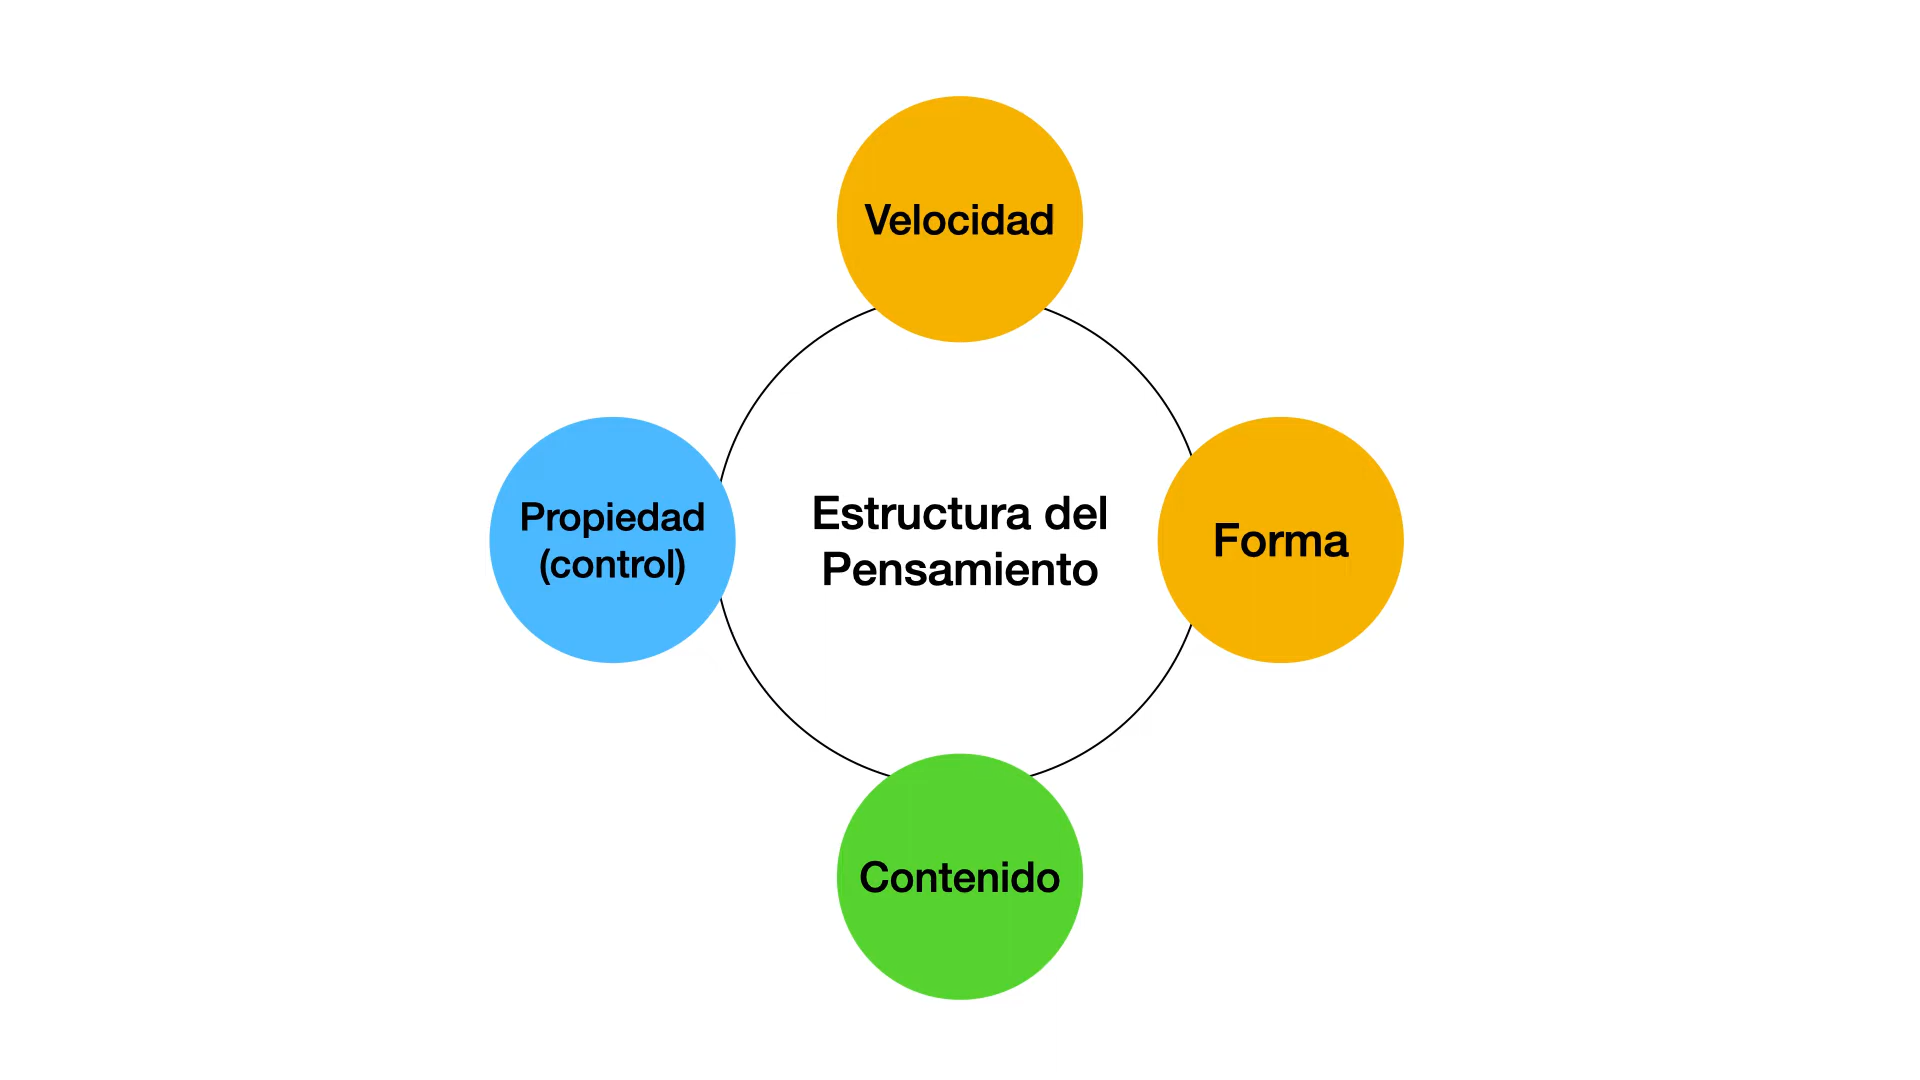 Velocidad
Propiedad
(control)
Estructura del
Pensamiento
Forma
Contenido